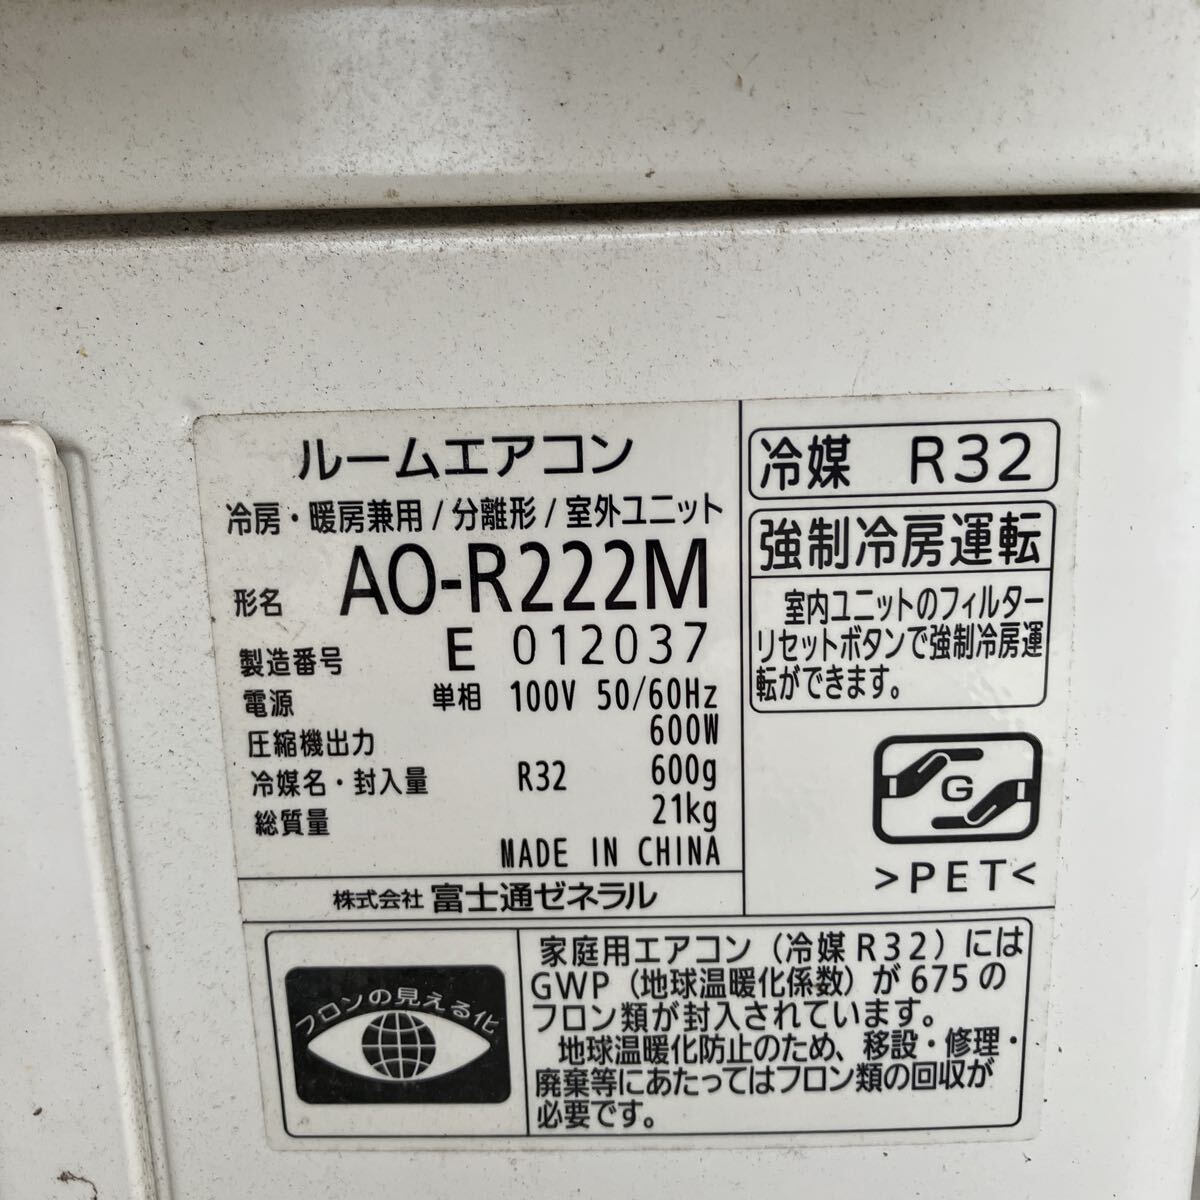 ルームエアコン
冷房・暖房兼用/分離形/室外ユニット
形名 AO-R222M
製造番号 E 012037
電源 単相 100V 50/60Hz
圧縮機出力 600W
冷媒名・封入量 R32 600g
総質量 21kg
MADE IN CHINA
株式会社 富士通ゼネラル
冷媒 R32
強制冷房運転
室内ユニットのフィルター
リセットボタンで強制冷房運
転ができます。
G
>PET<
フロンの見える化
家庭用エアコン(冷媒R32)には
GWP(地球温暖化係数)が675の
フロン類が封入されています。
地球温暖化防止のため、移設・修理・
廃棄等にあたってはフロン類の回収が
必要です。